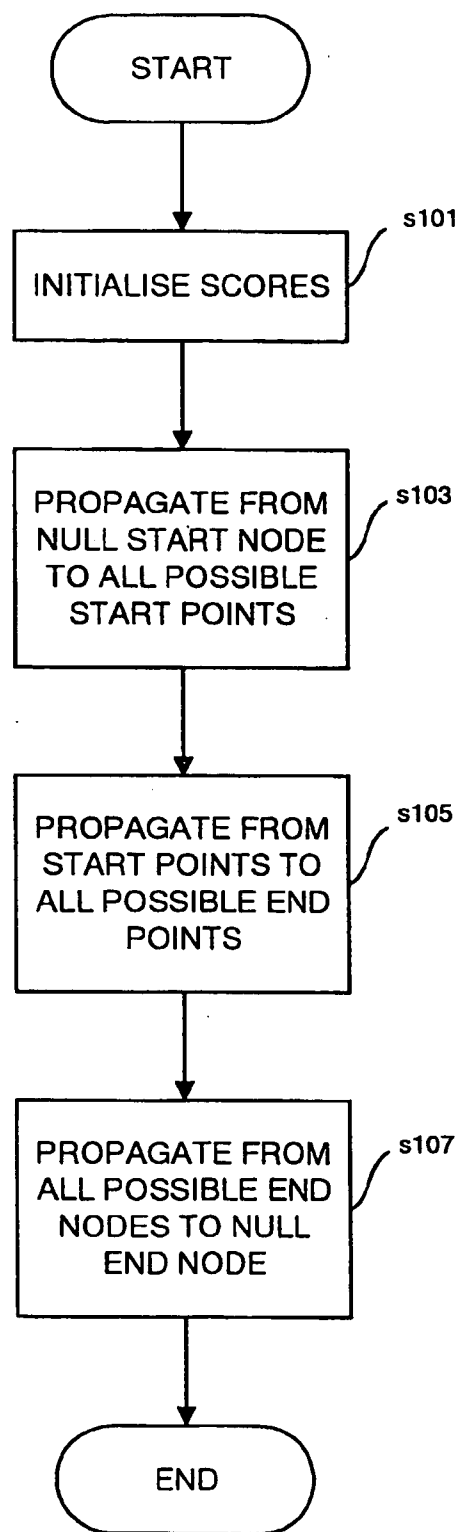 START
s101
INITIALISE SCORES
s103
PROPAGATE FROM
NULL START NODE
TO ALL POSSIBLE
START POINTS
s105
PROPAGATE FROM
START POINTS TO
ALL POSSIBLE END
POINTS
s107
PROPAGATE FROM
ALL POSSIBLE END
NODES TO NULL
END NODE
END